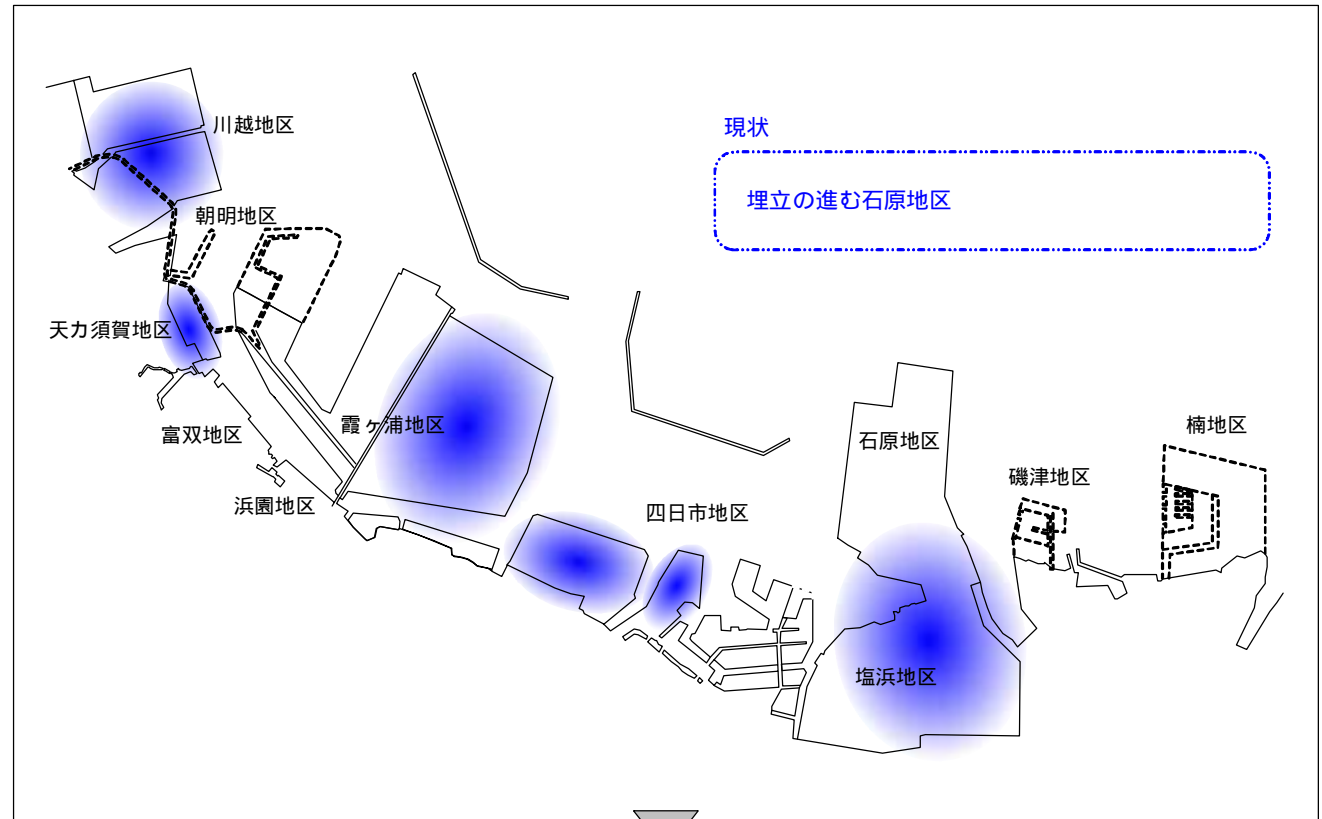 川越地区
現状
埋立の進む石原地区
朝明地区
天カ須賀地区
霞ヶ浦地区
富双地区
石原地区
楠地区
磯津地区
浜園地区
四日市地区
塩浜地区